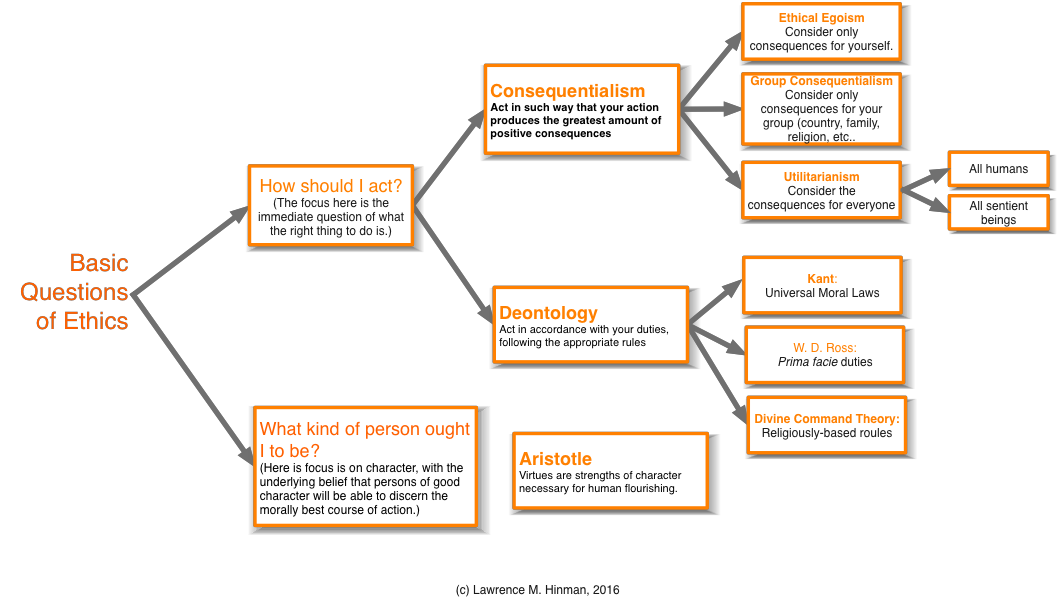 Basic
Questions
of Ethics
How should I act?
(The focus here is the
immediate question of what
the right thing to do is.)
What kind of person ought
I to be?
(Here is focus is on character, with the
underlying belief that persons of good
character will be able to discern the
morally best course of action.)
Consequentialism
Act in such way that your action
produces the greatest amount of
positive consequences
Deontology
Act in accordance with your duties,
following the appropriate rules
Aristotle
Virtues are strengths of character
necessary for human flourishing.
Ethical Egoism
Consider only
consequences for yourself.
Group Consequentialism
Consider only
consequences for your
group (country, family,
religion, etc..
Utilitarianism
Consider the
consequences for everyone
All humans
All sentient
beings
Kant:
Universal Moral Laws
W. D. Ross:
Prima facie duties
Divine Command Theory:
Religiously-based roules
(c) Lawrence M. Hinman, 2016